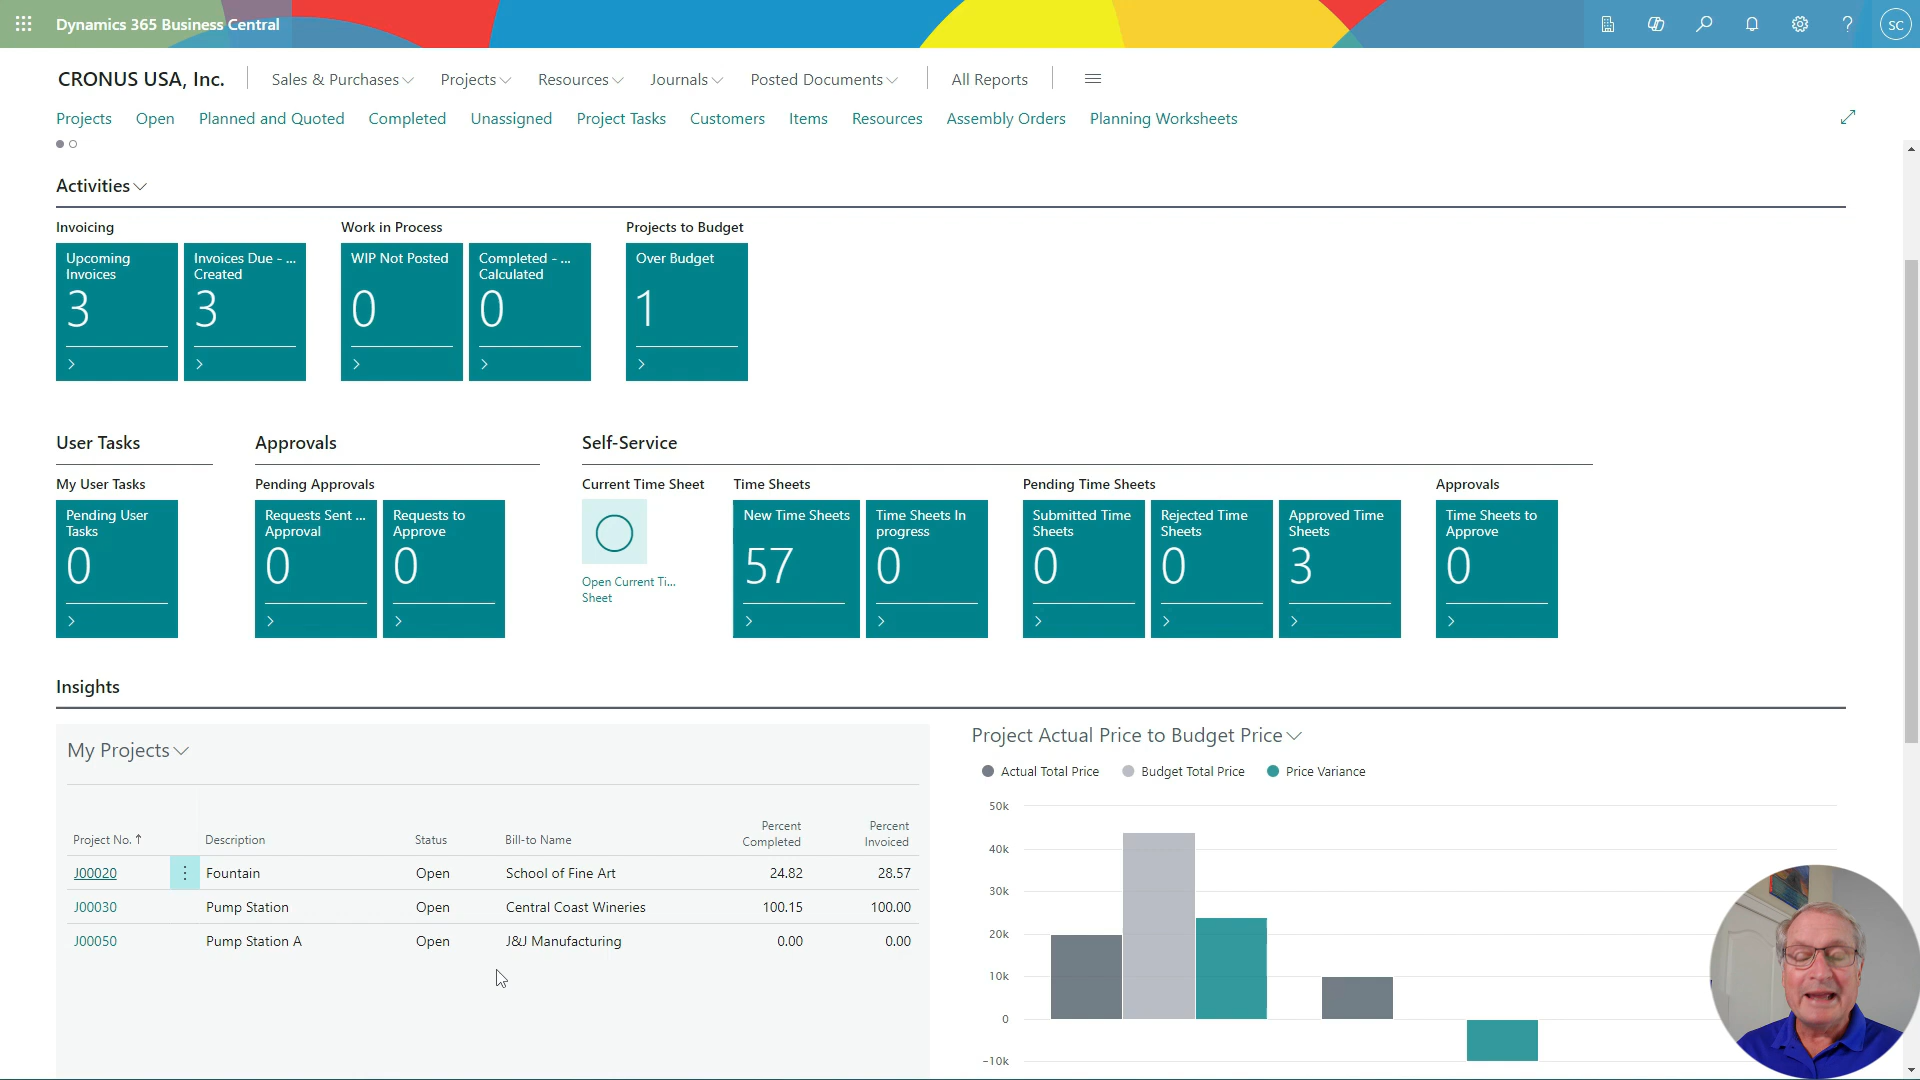 Dynamics 365 Business Central
SC
CRONUS USA, Inc.
Sales & Purchases
Projects
Resources
Journals
Posted Documents
All Reports
Projects
Open
Planned and Quoted
Completed
Unassigned
Project Tasks
Customers
Items
Resources
Assembly Orders
Planning Worksheets
Activities
Invoicing
Work in Process
Projects to Budget
Upcoming
Invoices
3
Invoices Due - ...
Created
3
WIP Not Posted
0
Completed - ...
Calculated
0
Over Budget
1
User Tasks
Approvals
Self-Service
My User Tasks
Pending Approvals
Current Time Sheet
Time Sheets
Pending Time Sheets
Approvals
Pending User
Tasks
0
Requests Sent ...
Approval
0
Requests to
Approve
0
Open Current Ti...
Sheet
New Time Sheets
57
Time Sheets In
progress
0
Submitted Time
Sheets
0
Rejected Time
Sheets
0
Approved Time
Sheets
3
Time Sheets to
Approve
0
Insights
My Projects
Project No. ↑
Description
Status
Bill-to Name
Percent
Completed
Percent
Invoiced
J00020 Fountain Open School of Fine Art 24.82 28.57
J00030 Pump Station Open Central Coast Wineries 100.15 100.00
J00050 Pump Station A Open J&J Manufacturing 0.00 0.00
Project Actual Price to Budget Price
Actual Total Price
Budget Total Price
Price Variance
50k
40k
30k
20k
10k
0
-10k